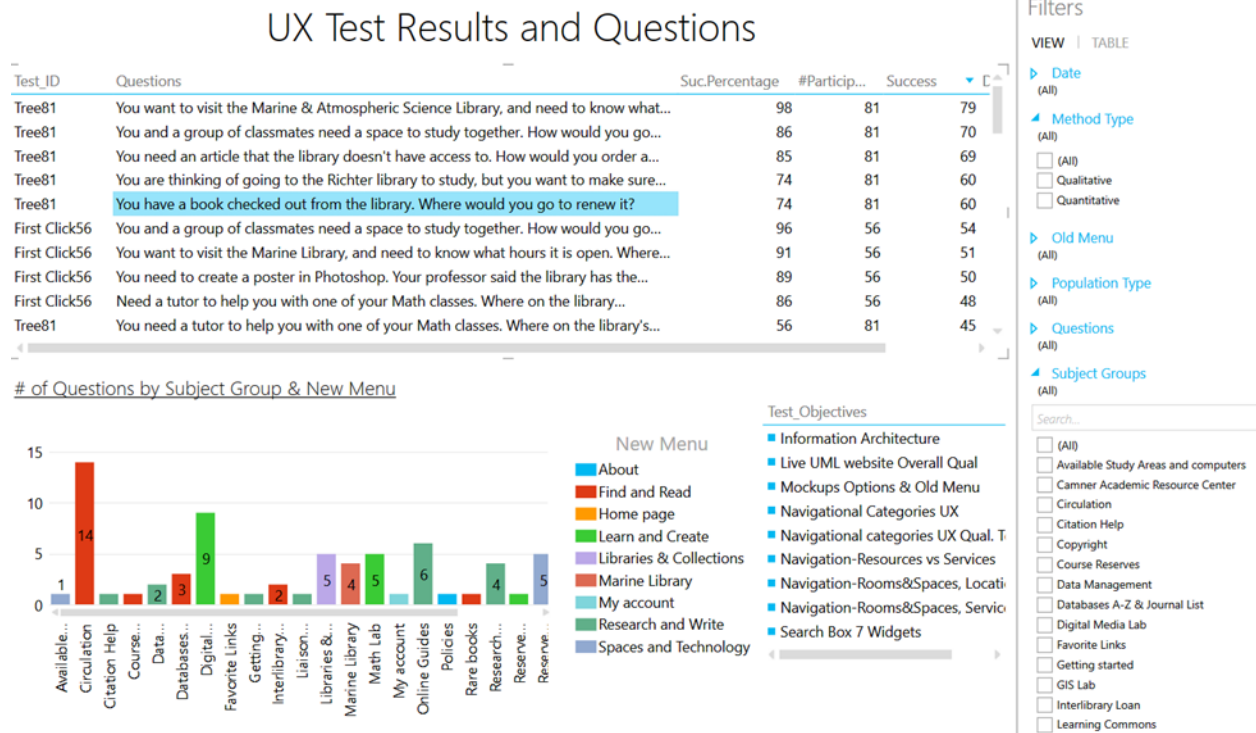 UX Test Results and Questions
Test_ID Questions Suc.Percentage #Particip... Success
Tree81 You want to visit the Marine & Atmospheric Science Library, and need to know what... 98 81 79
Tree81 You and a group of classmates need a space to study together. How would you go... 86 81 70
Tree81 You need an article that the library doesn't have access to. How would you order a... 85 81 69
Tree81 You are thinking of going to the Richter library to study, but you want to make sure... 74 81 60
Tree81 You have a book checked out from the library. Where would you go to renew it? 74 81 60
First Click56 You and a group of classmates need a space to study together. How would you go... 96 56 54
First Click56 You want to visit the Marine Library, and need to know what hours it is open. Where... 91 56 51
First Click56 You need to create a poster in Photoshop. Your professor said the library has the... 89 56 50
First Click56 Need a tutor to help you with one of your Math classes. Where on the library... 86 56 48
Tree81 You need a tutor to help you with one of your Math classes. Where on the library's... 56 81 45
# of Questions by Subject Group & New Menu
15
10
5
0
1
14
2
3
9
2
5
4
5
6
4
5
Available...
Circulation
Citation Help
Course...
Data...
Databases...
Digital...
Favorite Links
Getting...
Interlibrary...
Liaison...
Libraries &...
Marine Library
Math Lab
My account
Online Guides
Policies
Rare books
Research...
Reserve...
Reserve...
New Menu
About
Find and Read
Home page
Learn and Create
Libraries & Collections
Marine Library
My account
Research and Write
Spaces and Technology
Test_Objectives
Information Architecture
Live UML website Overall Qual
Mockups Options & Old Menu
Navigational Categories UX
Navigational categories UX Qual.
Navigation-Resources vs Services
Navigation-Rooms&Spaces, Locati
Navigation-Rooms&Spaces, Servic
Search Box 7 Widgets
Filters
VIEW | TABLE
Date
(All)
Method Type
(All)
(All)
Qualitative
Quantitative
Old Menu
(All)
Population Type
(All)
Questions
(All)
Subject Groups
(All)
Search...
(All)
Available Study Areas and computers
Camner Academic Resource Center
Circulation
Citation Help
Copyright
Course Reserves
Data Management
Databases A-Z & Journal List
Digital Media Lab
Favorite Links
Getting started
GIS Lab
Interlibrary Loan
Learning Commons